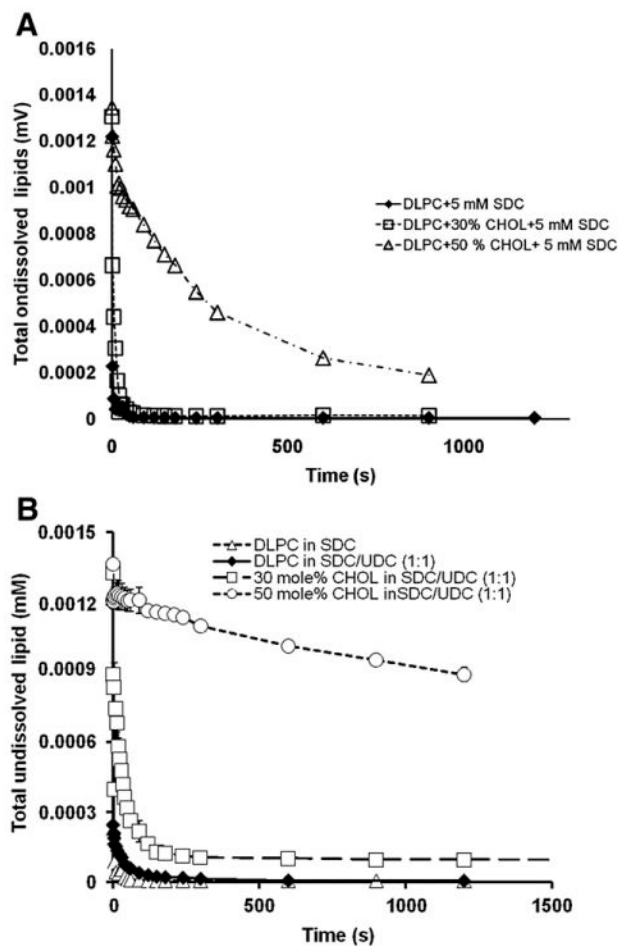 A
0.0016
0.0014
0.0012
0.001
0.0008
0.0006
0.0004
0.0002
0
Total ondissolved lipids (mV)
DLPC+5 mM SDC
DLPC+30% CHOL+5 mM SDC
DLPC+50 % CHOL+ 5 mM SDC
0 500 1000
Time (s)
B
0.0015
0.0012
0.0009
0.0006
0.0003
0
Total undissolved lipid (mM)
DLPC in SDC
DLPC in SDC/UDC (1:1)
30 mole% CHOL in SDC/UDC (1:1)
50 mole% CHOL inSDC/UDC (1:1)
0 500 1000 1500
Time (s)